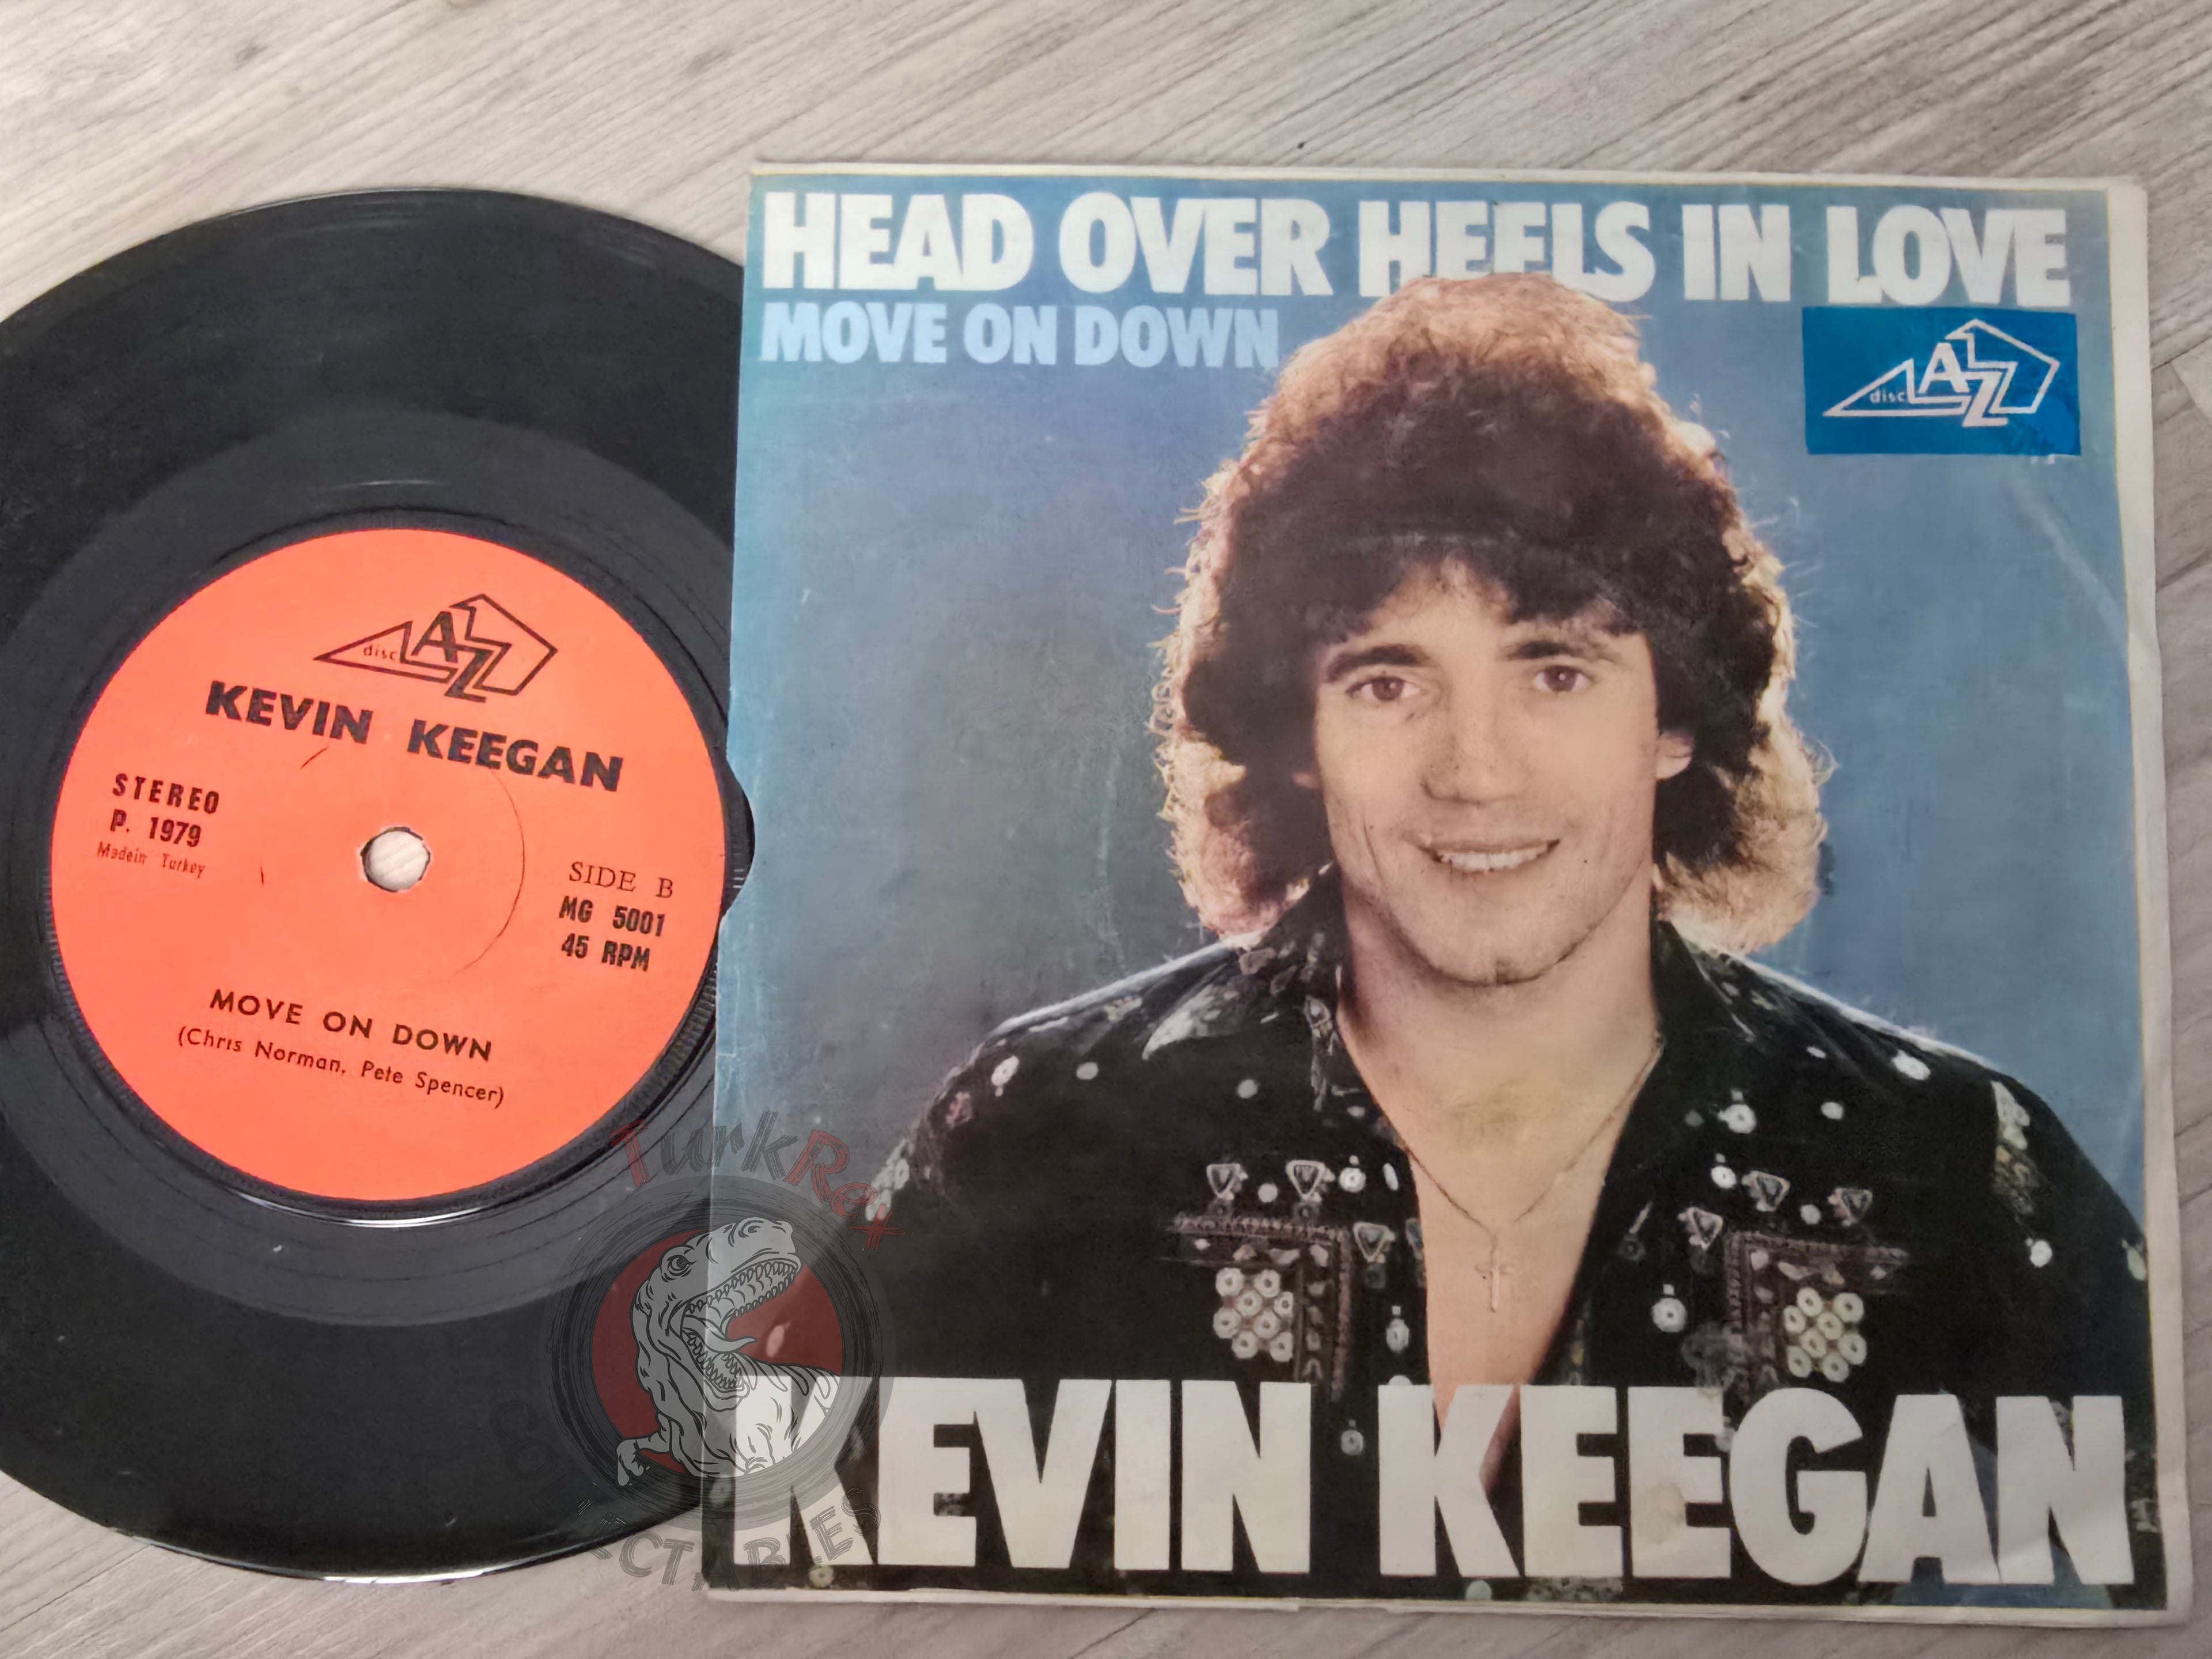 HEAD OVER HEELS IN LOVE
MOVE ON DOWN
disc AZ
KEVIN KEEGAN
disc AZ
KEVIN KEEGAN
STEREO
P. 1979
Madein Turkey
SIDE B
MG 5001
45 RPM
MOVE ON DOWN
(Chris Norman, Pete Spencer)
TurkRex